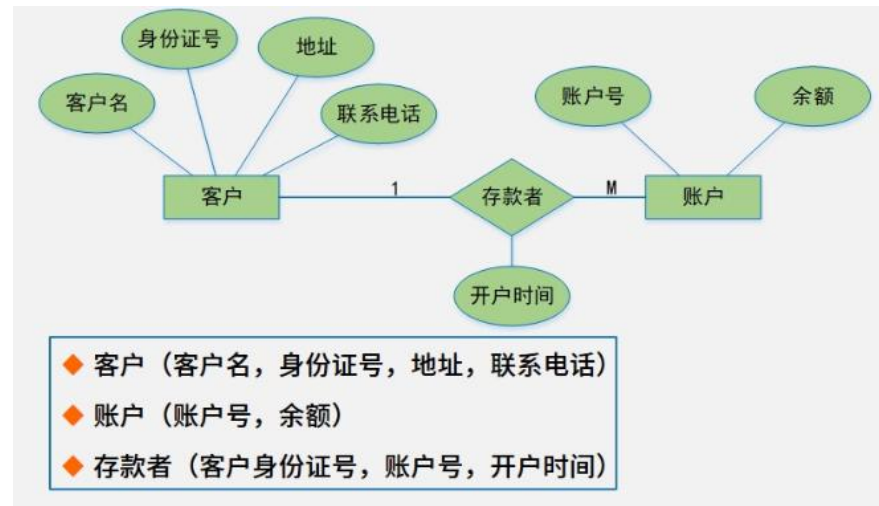 身份证号
地址
客户名
联系电话
账户号
余额
客户
1
存款者
M
账户
开户时间
客户（客户名，身份证号，地址，联系电话）
账户（账户号，余额）
存款者（客户身份证号，账户号，开户时间）